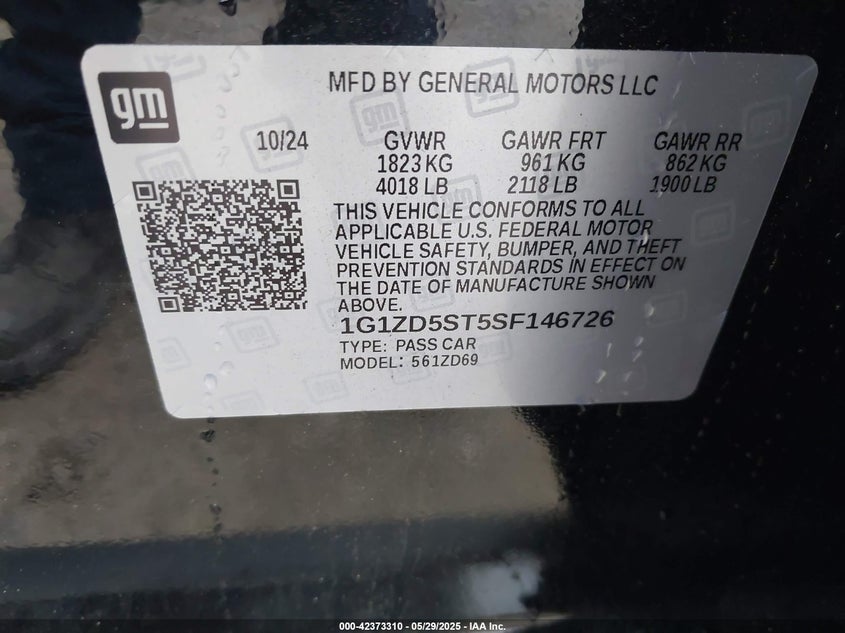 gm
MFD BY GENERAL MOTORS LLC
10/24 GVWR GAWR FRT GAWR RR
1823 KG 961 KG 862 KG
4018 LB 2118 LB 1900 LB
THIS VEHICLE CONFORMS TO ALL
APPLICABLE U.S. FEDERAL MOTOR
VEHICLE SAFETY, BUMPER, AND THEFT
PREVENTION STANDARDS IN EFFECT ON
THE DATE OF MANUFACTURE SHOWN
ABOVE.
1G1ZD5ST5SF146726
TYPE: PASS CAR
MODEL: 561ZD69
000-42373310 - 05/29/2025 - IAA Inc.